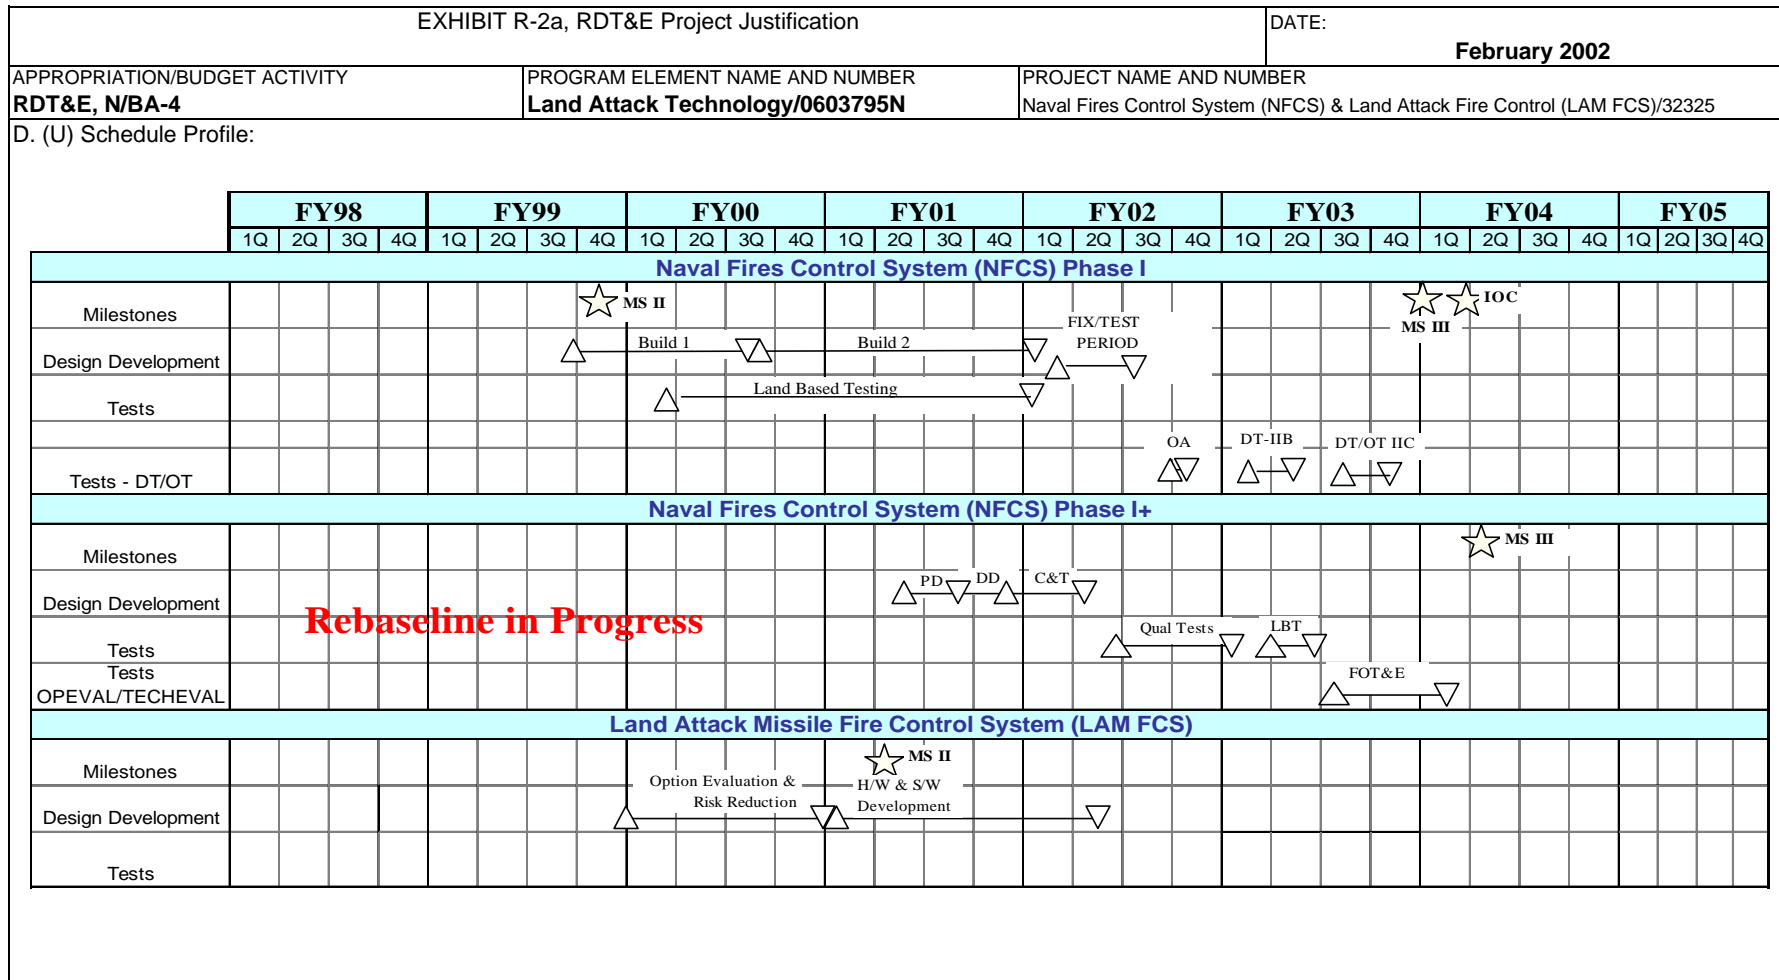 EXHIBIT R-2a, RDT&E Project Justification
DATE:
February 2002
APPROPRIATION/BUDGET ACTIVITY
PROGRAM ELEMENT NAME AND NUMBER
PROJECT NAME AND NUMBER
RDT&E, N/BA-4
Land Attack Technology/0603795N
Naval Fires Control System (NFCS) & Land Attack Fire Control (LAM FCS)/32325
D. (U) Schedule Profile:
FY98 FY99 FY00 FY01 FY02 FY03 FY04 FY05
1Q 2Q 3Q 4Q 1Q 2Q 3Q 4Q 1Q 2Q 3Q 4Q 1Q 2Q 3Q 4Q 1Q 2Q 3Q 4Q 1Q 2Q 3Q 4Q 1Q 2Q 3Q 4Q 1Q 2Q 3Q 4Q
Naval Fires Control System (NFCS) Phase I
Milestones
MS II
MS III
IOC
Design Development
Build 1
Build 2
FIX/TEST
PERIOD
Tests
Land Based Testing
Tests - DT/OT
OA
DT-IIB
DT/OT IIC
Naval Fires Control System (NFCS) Phase I+
Milestones
MS III
Design Development
PD
DD
C&T
Rebaseline in Progress
Tests
Qual Tests
LBT
Tests
OPEVAL/TECHEVAL
FOT&E
Land Attack Missile Fire Control System (LAM FCS)
Milestones
MS II
Design Development
Option Evaluation &
Risk Reduction
H/W & S/W
Development
Tests